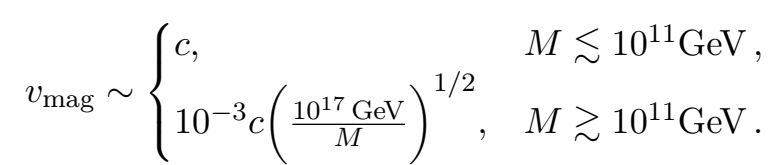 v_mag ∼ { c, M ≲ 10^11 GeV ,
10^−3 c (10^17 GeV / M)^1/2 , M ≳ 10^11 GeV .